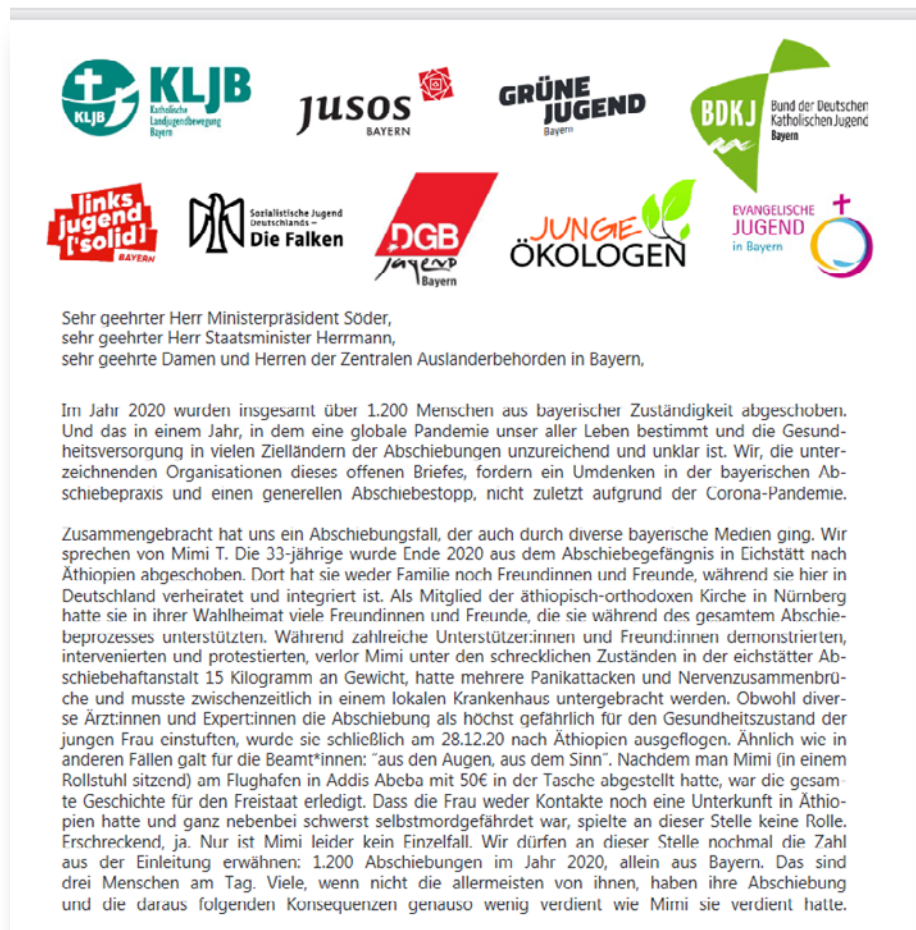 KLJB
KLJB
Katholische
Landjugendbewegung
Bayern
JUSOS
BAYERN
GRÜNE
JUGEND
Bayern
BDKJ
Bund der Deutschen
Katholischen Jugend
Bayern
links
jugend
['solid]
BAYERN
Sozialistische Jugend
Deutschlands –
Die Falken
DGB
Jugend
Bayern
JUNGE
ÖKOLOGEN
EVANGELISCHE
JUGEND
in Bayern
Sehr geehrter Herr Ministerpräsident Söder,
sehr geehrter Herr Staatsminister Herrmann,
sehr geehrte Damen und Herren der Zentralen Ausländerbehörden in Bayern,
Im Jahr 2020 wurden insgesamt über 1.200 Menschen aus bayerischer Zuständigkeit abgeschoben.
Und das in einem Jahr, in dem eine globale Pandemie unser aller Leben bestimmt und die Gesund-
heitsversorgung in vielen Zielländern der Abschiebungen unzureichend und unklar ist. Wir, die unter-
zeichnenden Organisationen dieses offenen Briefes, fordern ein Umdenken in der bayerischen Ab-
schiebepraxis und einen generellen Abschiebestopp, nicht zuletzt aufgrund der Corona-Pandemie.
Zusammengebracht hat uns ein Abschiebungsfall, der auch durch diverse bayerische Medien ging. Wir
sprechen von Mimi T. Die 33-jährige wurde Ende 2020 aus dem Abschiebegefängnis in Eichstätt nach
Äthiopien abgeschoben. Dort hat sie weder Familie noch Freundinnen und Freunde, während sie hier in
Deutschland verheiratet und integriert ist. Als Mitglied der äthiopisch-orthodoxen Kirche in Nürnberg
hatte sie in ihrer Wahlheimat viele Freundinnen und Freunde, die sie während des gesamtem Abschie-
beprozesses unterstützten. Während zahlreiche Unterstützer:innen und Freund:innen demonstrierten,
intervenierten und protestierten, verlor Mimi unter den schrecklichen Zuständen in der eichstätter Ab-
schiebehaftanstalt 15 Kilogramm an Gewicht, hatte mehrere Panikattacken und Nervenzusammenbrü-
che und musste zwischenzeitlich in einem lokalen Krankenhaus untergebracht werden. Obwohl diver-
se Ärzt:innen und Expert:innen die Abschiebung als höchst gefährlich für den Gesundheitszustand der
jungen Frau einstuften, wurde sie schließlich am 28.12.20 nach Äthiopien ausgeflogen. Ähnlich wie in
anderen Fällen galt für die Beamt*innen: "aus den Augen, aus dem Sinn". Nachdem man Mimi (in einem
Rollstuhl sitzend) am Flughafen in Addis Abeba mit 50€ in der Tasche abgestellt hatte, war die gesam-
te Geschichte für den Freistaat erledigt. Dass die Frau weder Kontakte noch eine Unterkunft in Äthio-
pien hatte und ganz nebenbei schwerst selbstmordgefährdet war, spielte an dieser Stelle keine Rolle.
Erschreckend, ja. Nur ist Mimi leider kein Einzelfall. Wir dürfen an dieser Stelle nochmal die Zahl
aus der Einleitung erwähnen: 1.200 Abschiebungen im Jahr 2020, allein aus Bayern. Das sind
drei Menschen am Tag. Viele, wenn nicht die allermeisten von ihnen, haben ihre Abschiebung
und die daraus folgenden Konsequenzen genauso wenig verdient wie Mimi sie verdient hatte.